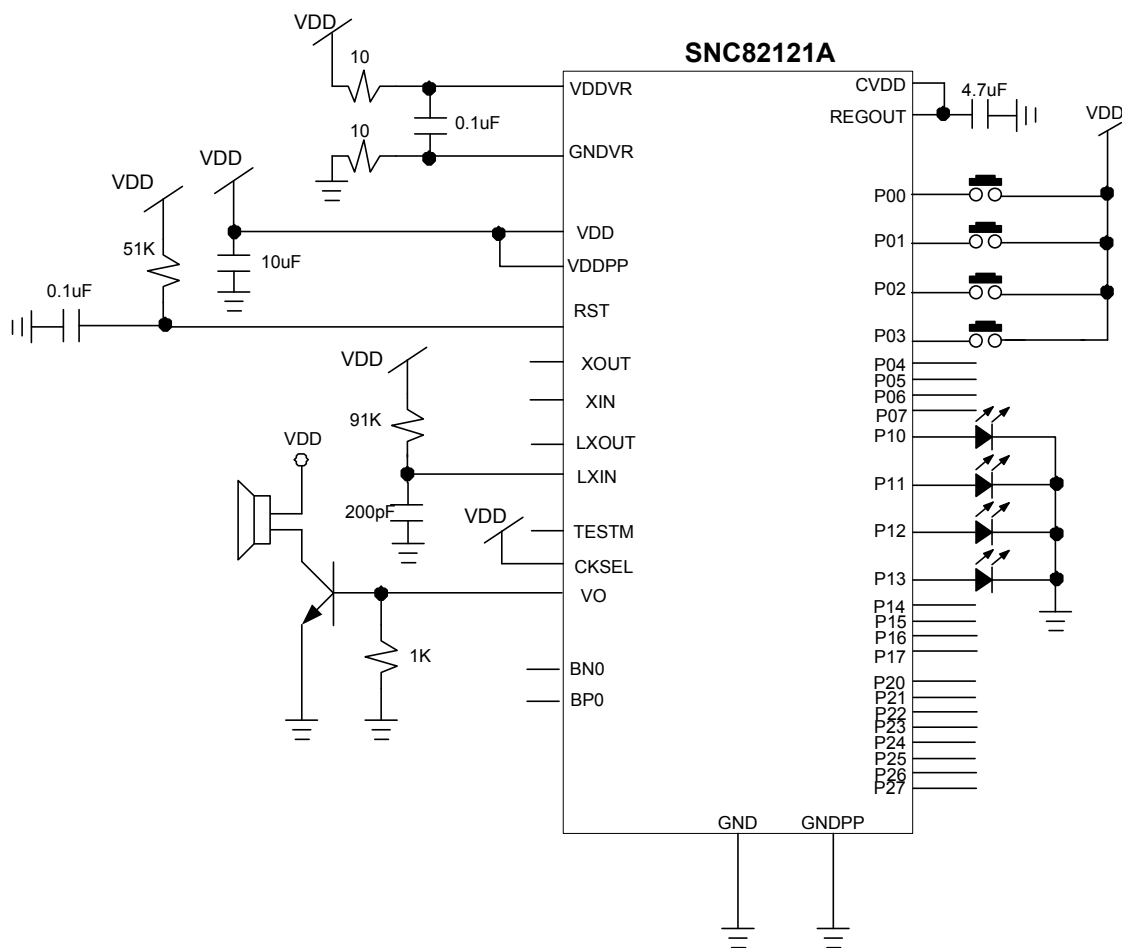 SNC82121A
VDD
10
VDDVR
0.1uF
10
GNDVR
VDD
VDD
VDD
10uF
VDDPP
51K
0.1uF
RST
VDD
XOUT
XIN
91K
LXOUT
LXIN
200pF
VDD
TESTM
CKSEL
VDD
VO
1K
BN0
BP0
CVDD
REGOUT
4.7uF
VDD
P00
P01
P02
P03
P04
P05
P06
P07
P10
P11
P12
P13
P14
P15
P16
P17
P20
P21
P22
P23
P24
P25
P26
P27
GND
GNDPP